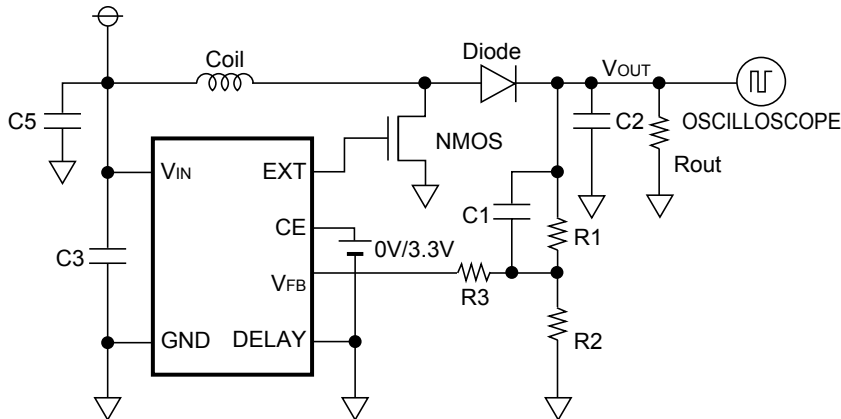 Coil
Diode
VOUT
C5
C2
OSCILLOSCOPE
NMOS
Rout
VIN
EXT
CE
C1
R1
0V/3.3V
C3
VFB
R3
GND
DELAY
R2